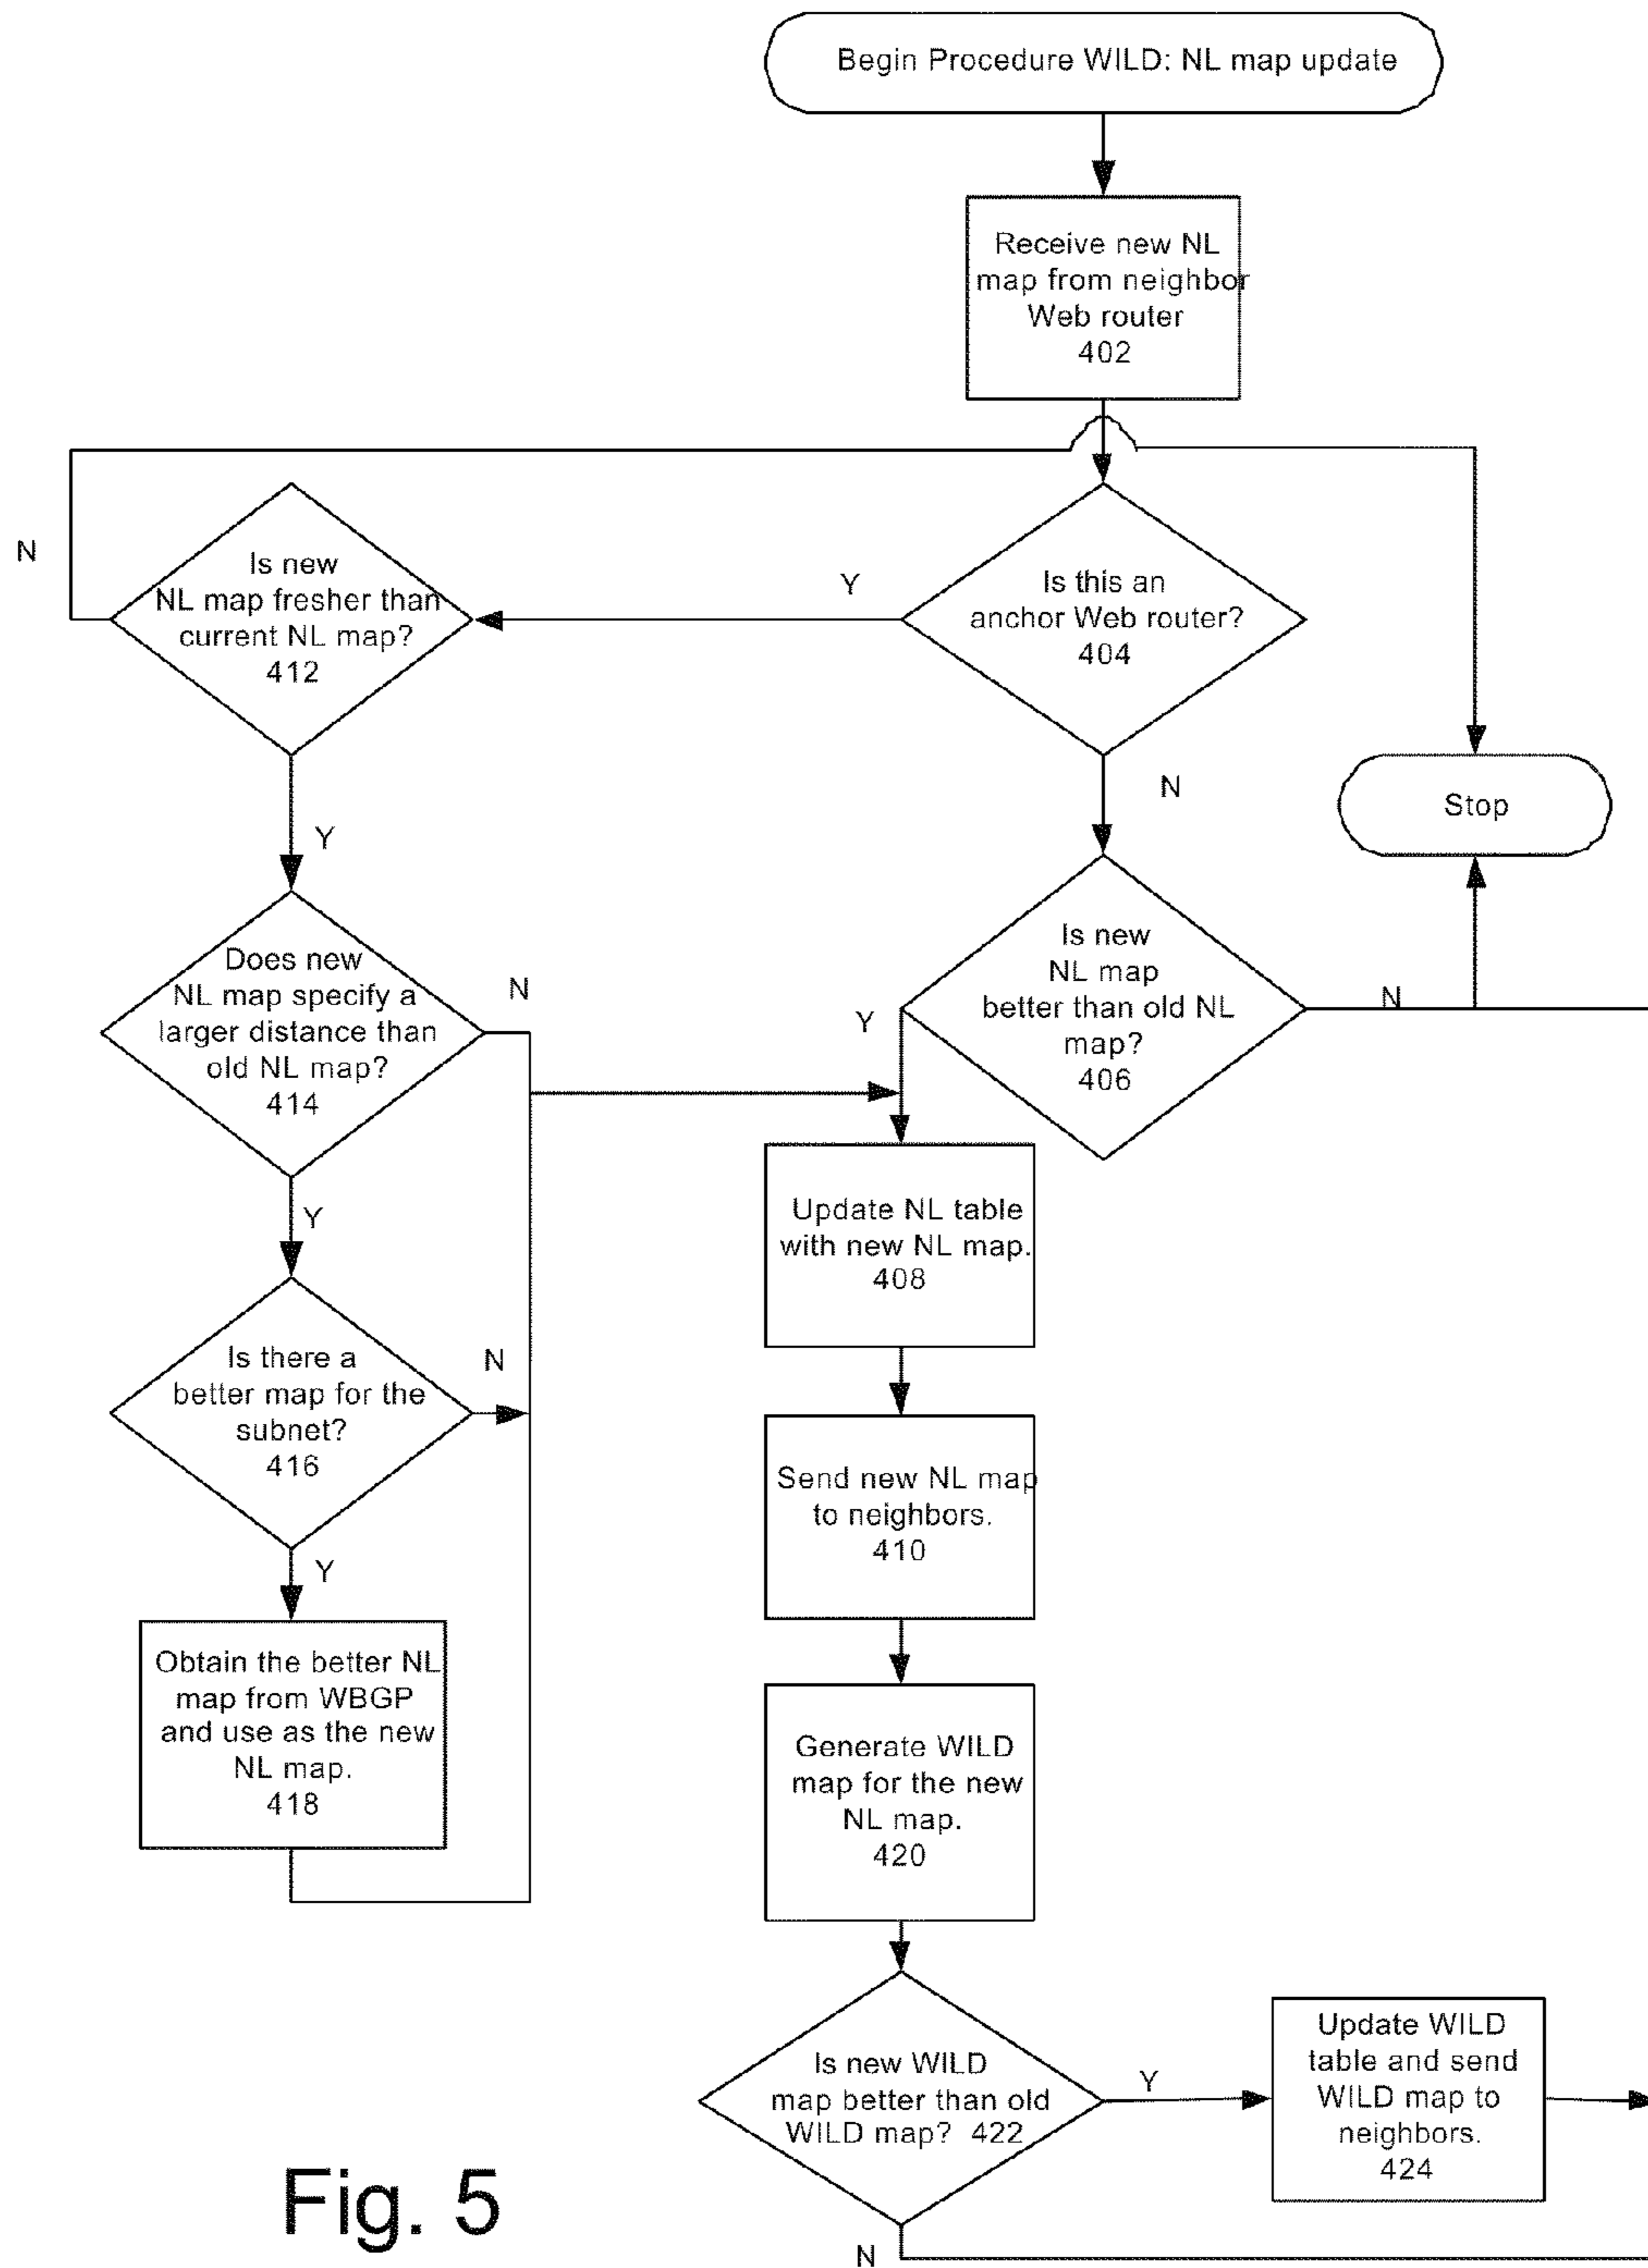 Begin Procedure WILD: NL map update
Receive new NL
map from neighbor
Web router
402
Is this an
anchor Web router?
404
Y
N
Is new
NL map fresher than
current NL map?
412
N
Y
Stop
Is new
NL map
better than old NL
map?
406
Y
N
Does new
NL map specify a
larger distance than
old NL map?
414
N
Y
Update NL table
with new NL map.
408
Is there a
better map for the
subnet?
416
N
Y
Send new NL map
to neighbors.
410
Obtain the better NL
map from WBGP
and use as the new
NL map.
418
Generate WILD
map for the new
NL map.
420
Is new WILD
map better than old
WILD map? 422
Y
N
Update WILD
table and send
WILD map to
neighbors.
424
Fig. 5